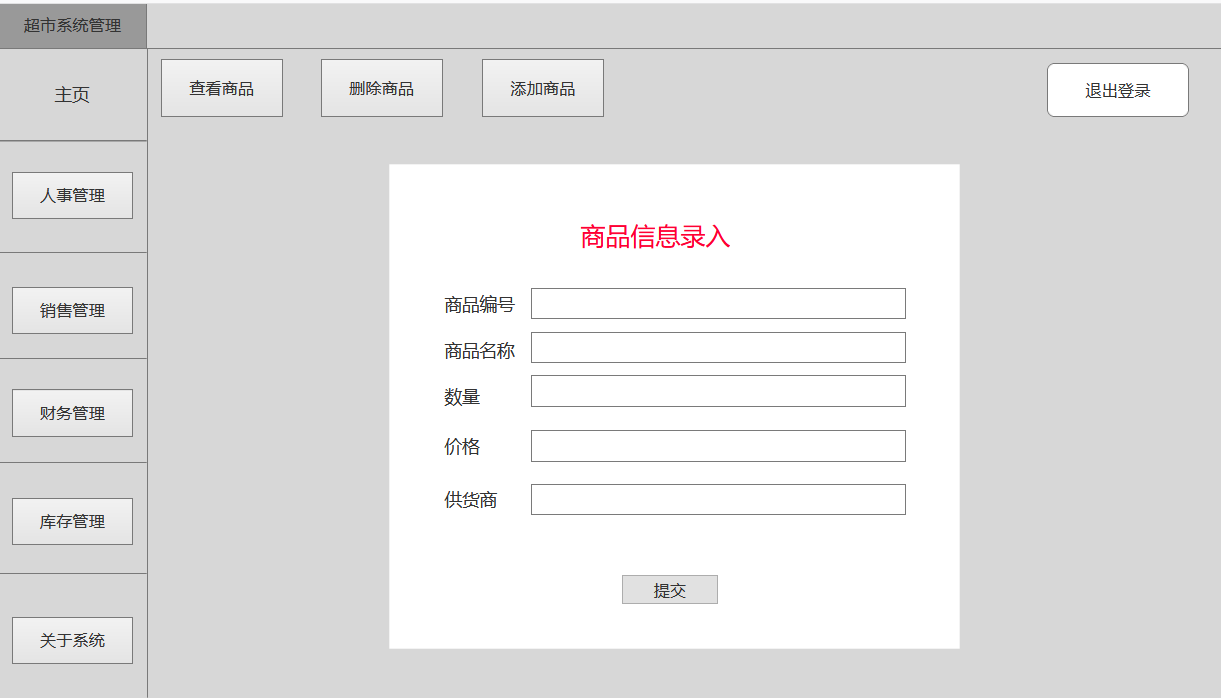 超市系统管理
主页
查看商品
删除商品
添加商品
退出登录
人事管理
销售管理
财务管理
库存管理
关于系统
商品信息录入
商品编号
商品名称
数量
价格
供货商
提交